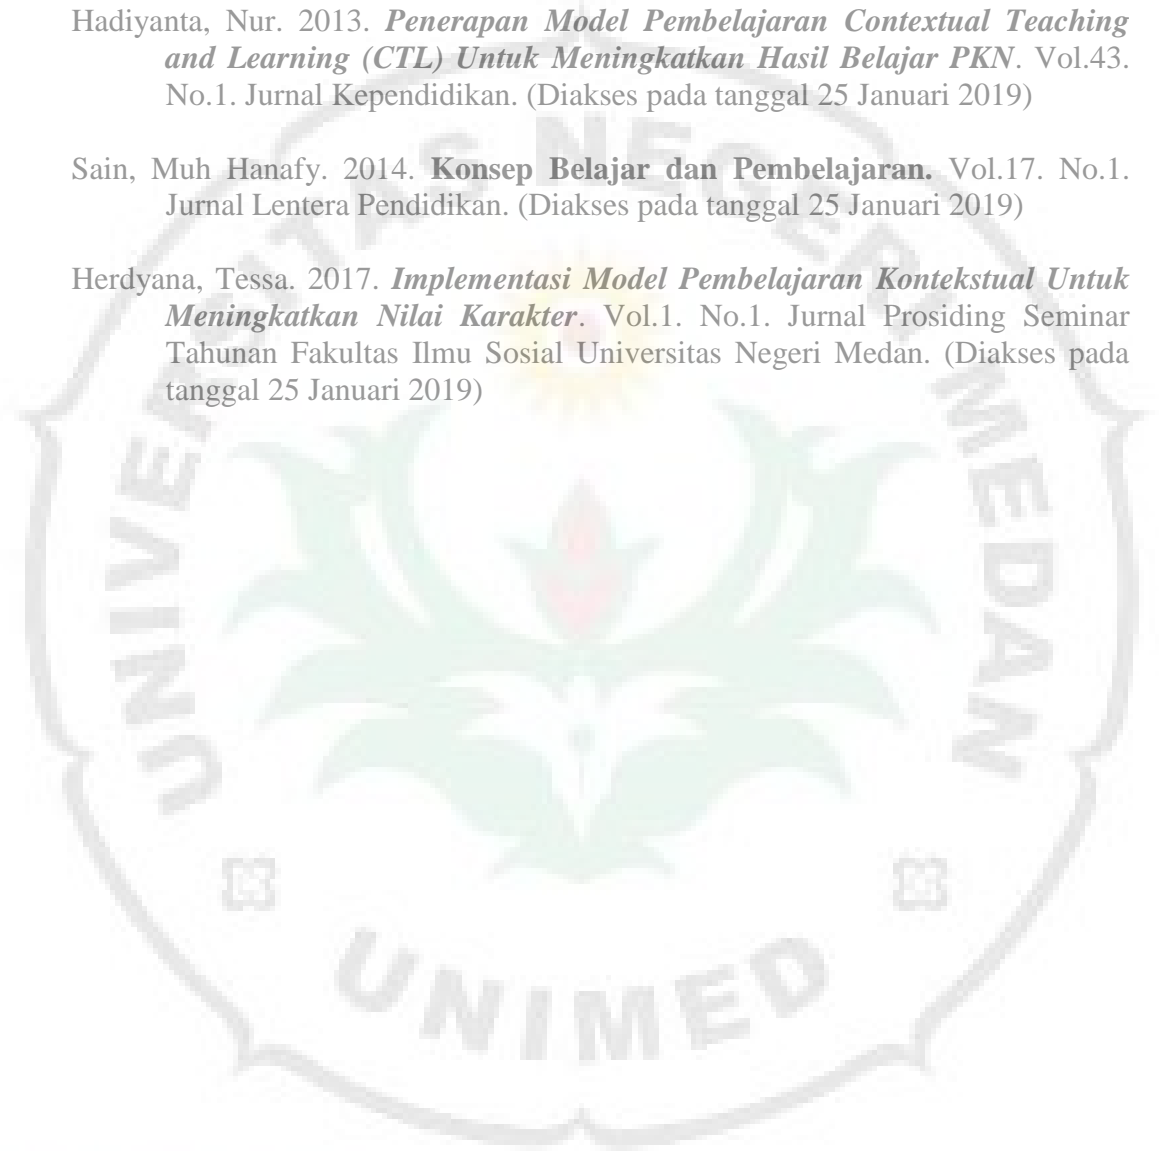 Hadiyanta, Nur. 2013. Penerapan Model Pembelajaran Contextual Teaching
and Learning (CTL) Untuk Meningkatkan Hasil Belajar PKN. Vol.43.
No.1. Jurnal Kependidikan. (Diakses pada tanggal 25 Januari 2019)
Sain, Muh Hanafy. 2014. Konsep Belajar dan Pembelajaran. Vol.17. No.1.
Jurnal Lentera Pendidikan. (Diakses pada tanggal 25 Januari 2019)
Herdyana, Tessa. 2017. Implementasi Model Pembelajaran Kontekstual Untuk
Meningkatkan Nilai Karakter. Vol.1. No.1. Jurnal Prosiding Seminar
Tahunan Fakultas Ilmu Sosial Universitas Negeri Medan. (Diakses pada
tanggal 25 Januari 2019)
UNIVERSITAS NEGERI MEDAN
UNIMED